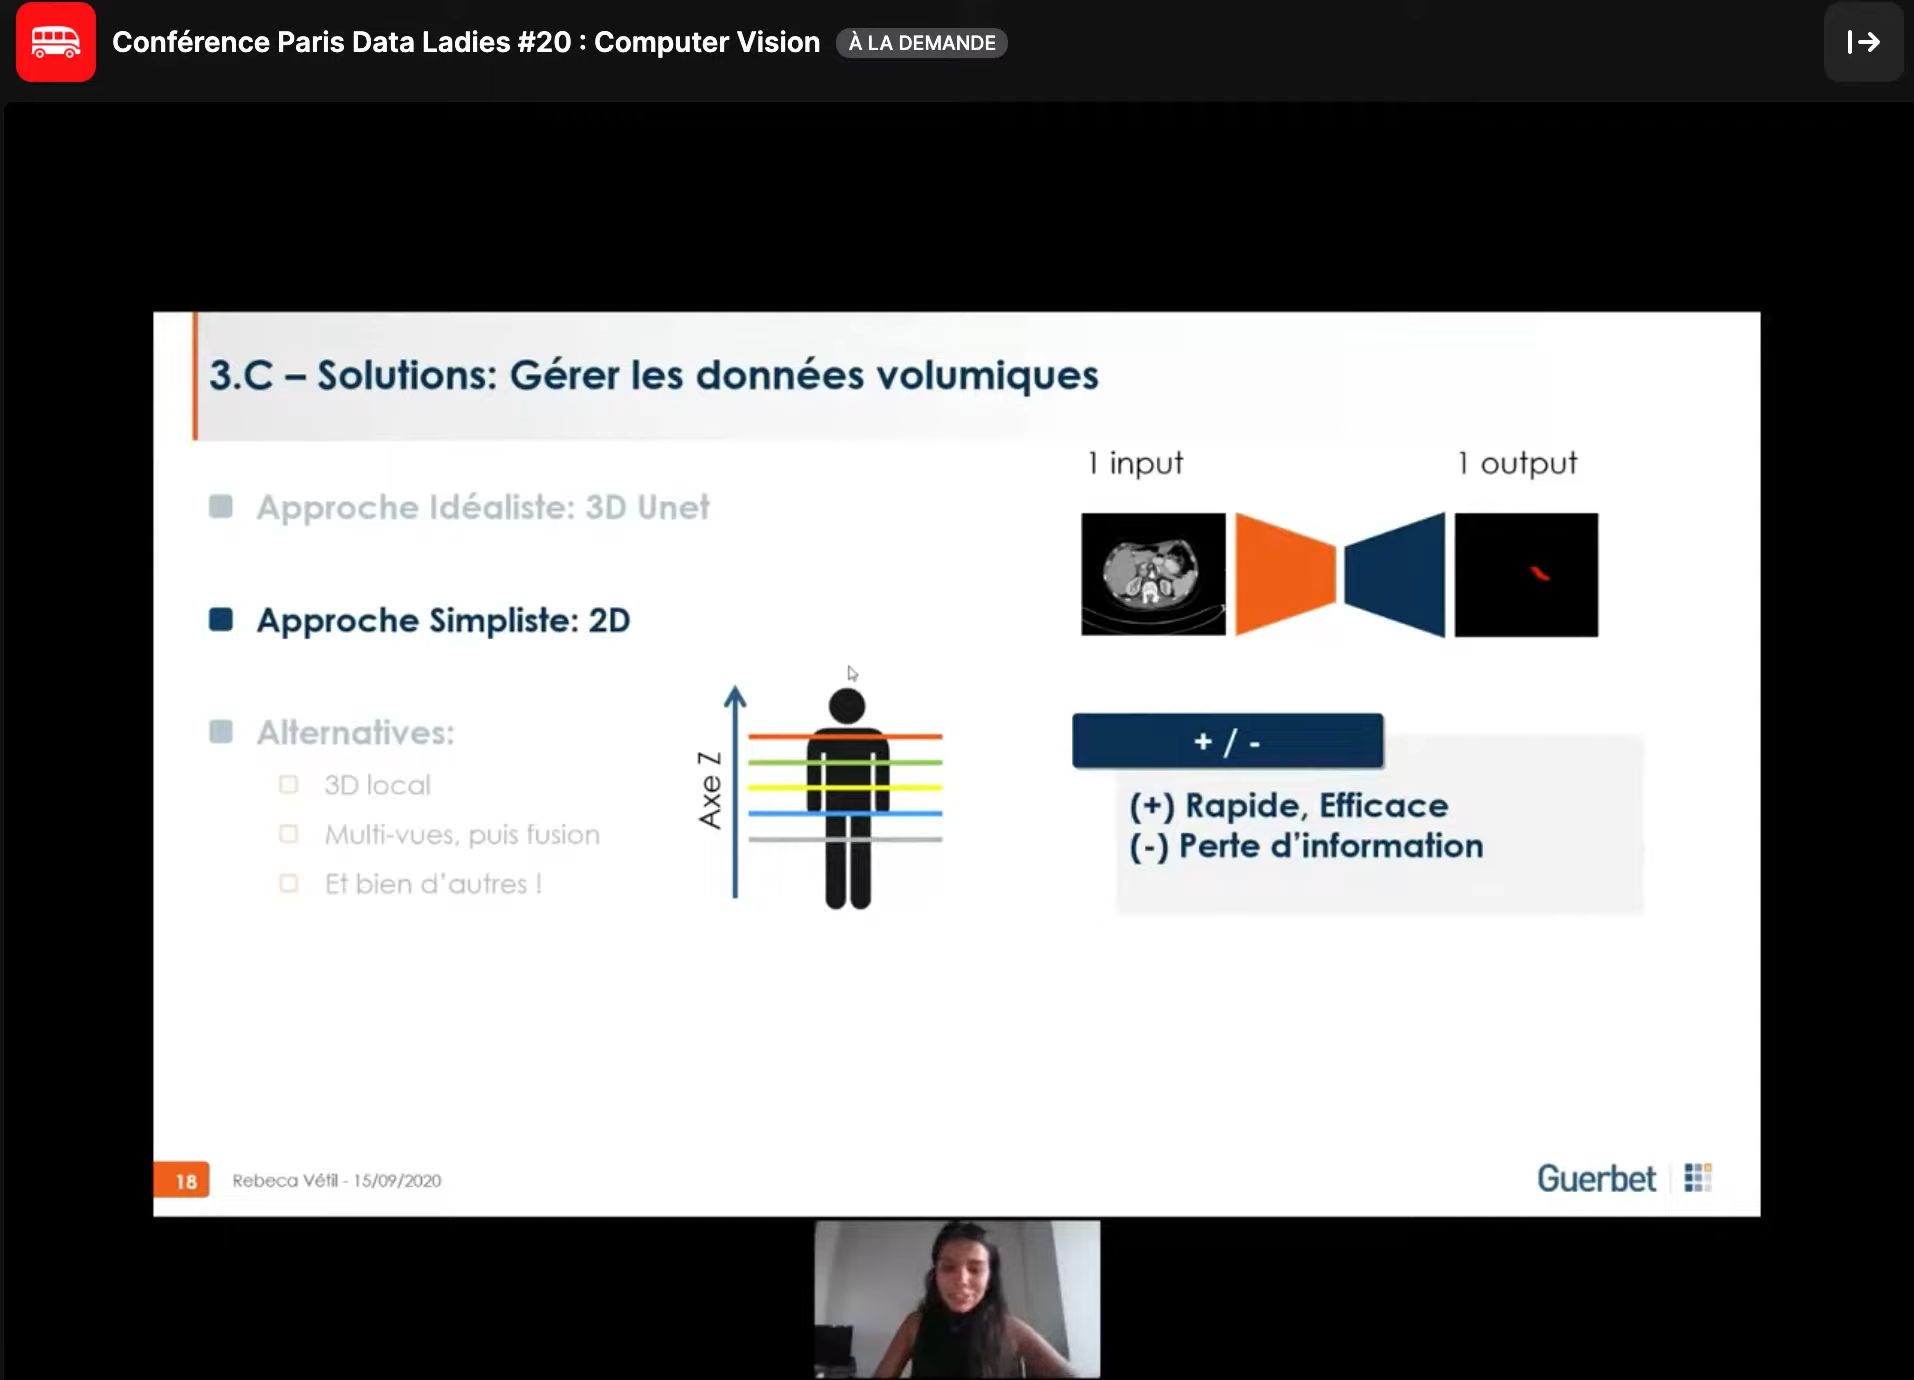 Conférence Paris Data Ladies #20 : Computer Vision À LA DEMANDE
3.C – Solutions: Gérer les données volumiques
Approche Idéaliste: 3D Unet
Approche Simpliste: 2D
Alternatives:
3D local
Multi-vues, puis fusion
Et bien d'autres !
Axe Z
1 input
1 output
+ / -
(+) Rapide, Efficace
(-) Perte d'information
18
Rebeca Vétil - 15/09/2020
Guerbet